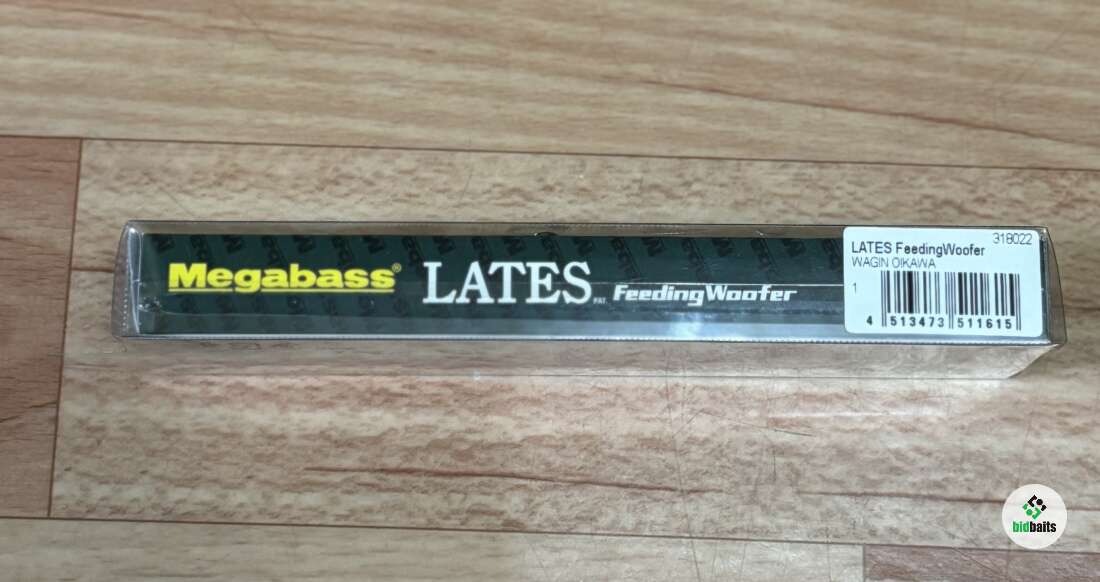 Megabass® LATES PAT. FeedingWoofer
318022
LATES FeedingWoofer
WAGIN OIKAWA
1
4 513473 511615
bidbaits